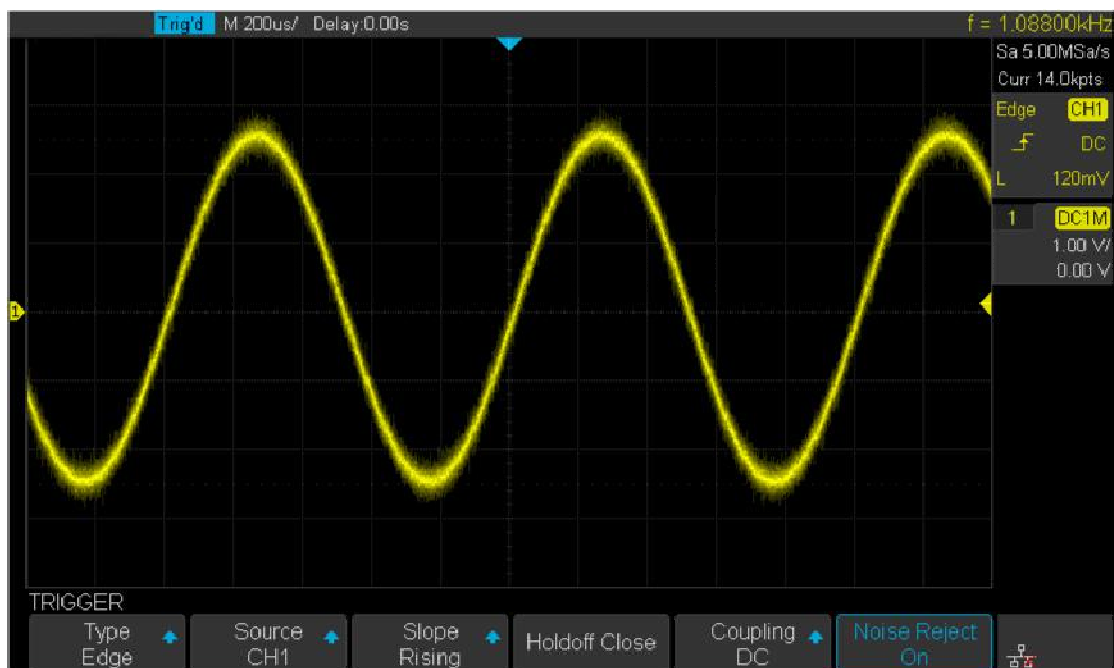 Trig'd M 200us/ Delay:0.00s f = 1.08800kHz
Sa 5.00MSa/s
Curr 14.0kpts
Edge CH1
DC
L 120mV
1 DC1M
1.00 V/
0.00 V
1
TRIGGER
Type Source Slope Holdoff Close Coupling Noise Reject
Edge CH1 Rising DC On